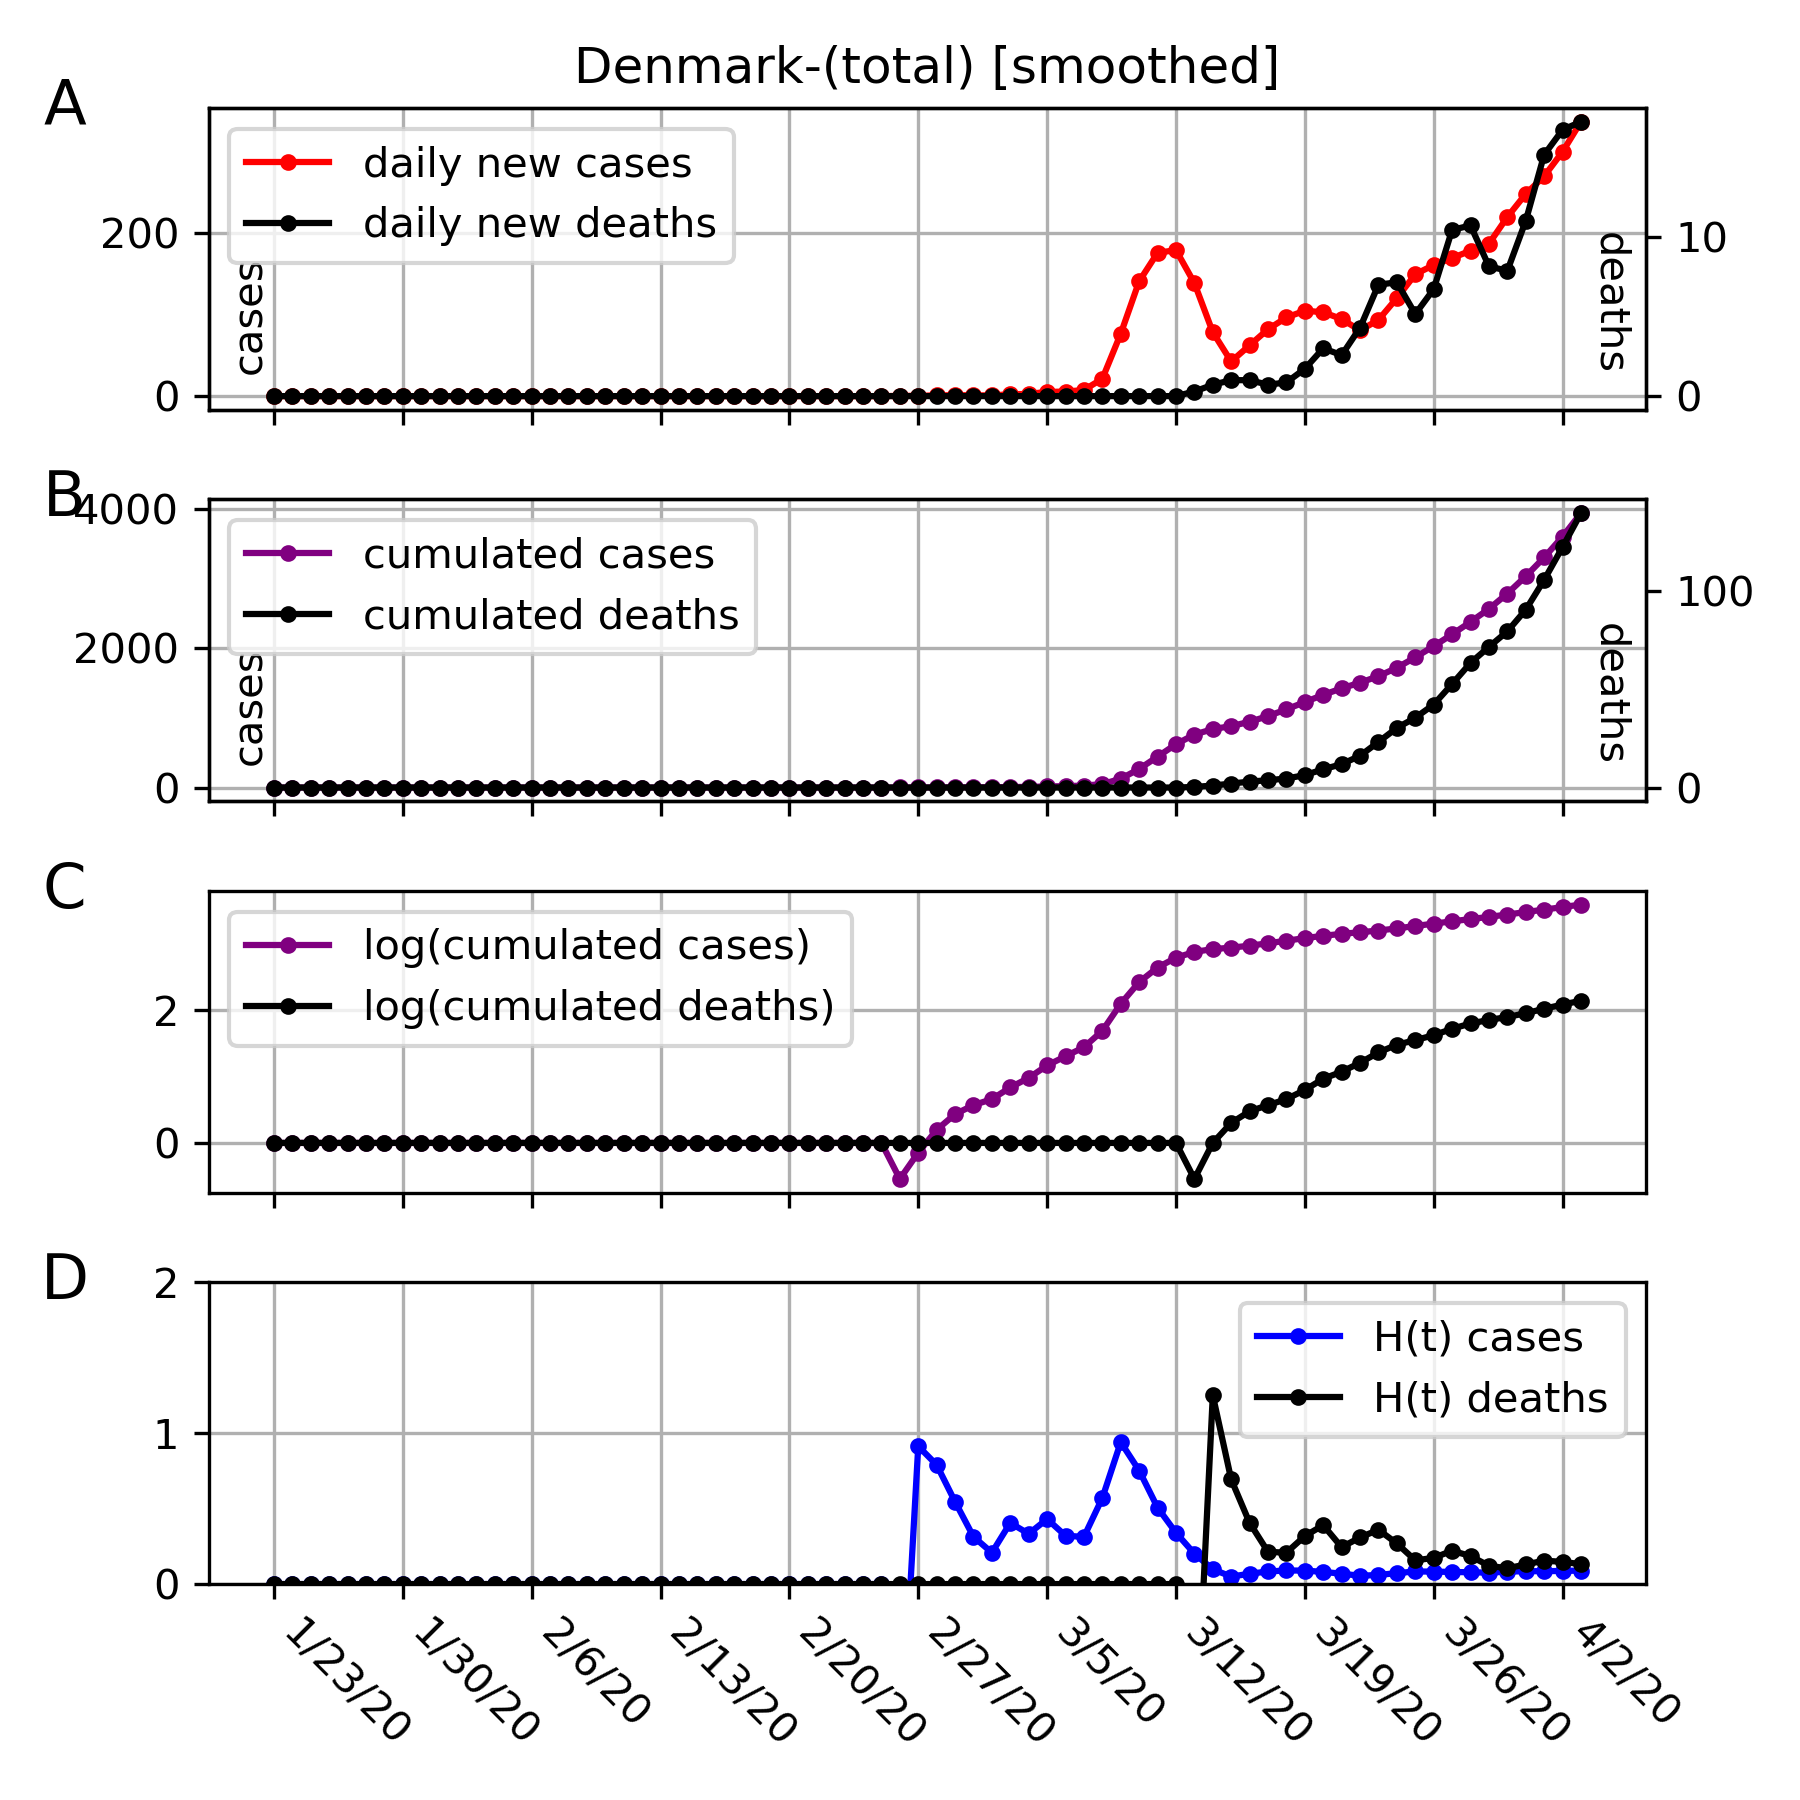 Denmark-(total) [smoothed]
A
daily new cases
daily new deaths
200
0
cases
10
0
deaths
B
cumulated cases
cumulated deaths
4000
2000
0
cases
100
0
deaths
C
log(cumulated cases)
log(cumulated deaths)
2
0
D
H(t) cases
H(t) deaths
2
1
0
1/23/20
1/30/20
2/6/20
2/13/20
2/20/20
2/27/20
3/5/20
3/12/20
3/19/20
3/26/20
4/2/20